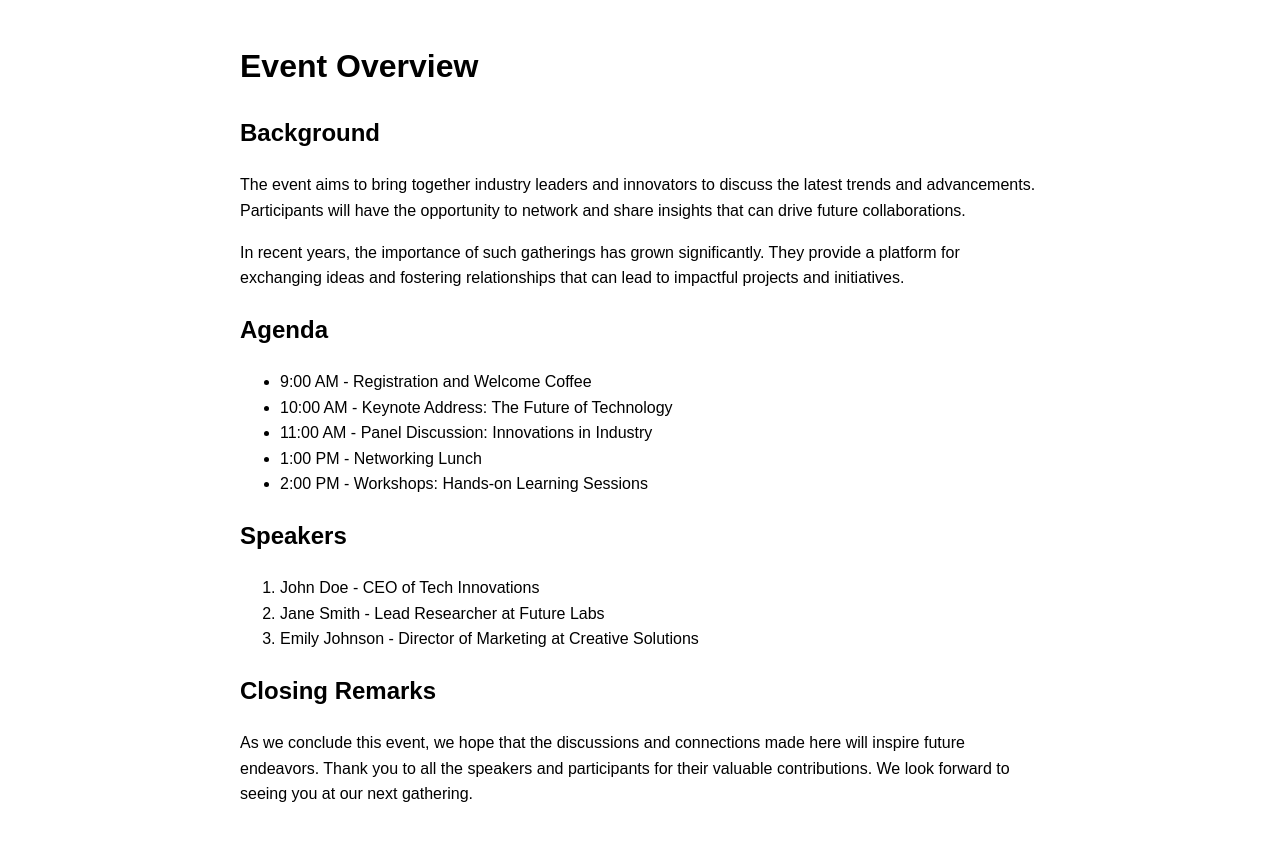 Event Overview
Background
The event aims to bring together industry leaders and innovators to discuss the latest trends and advancements.
Participants will have the opportunity to network and share insights that can drive future collaborations.
In recent years, the importance of such gatherings has grown significantly. They provide a platform for
exchanging ideas and fostering relationships that can lead to impactful projects and initiatives.
Agenda
• 9:00 AM - Registration and Welcome Coffee
• 10:00 AM - Keynote Address: The Future of Technology
• 11:00 AM - Panel Discussion: Innovations in Industry
• 1:00 PM - Networking Lunch
• 2:00 PM - Workshops: Hands-on Learning Sessions
Speakers
1. John Doe - CEO of Tech Innovations
2. Jane Smith - Lead Researcher at Future Labs
3. Emily Johnson - Director of Marketing at Creative Solutions
Closing Remarks
As we conclude this event, we hope that the discussions and connections made here will inspire future
endeavors. Thank you to all the speakers and participants for their valuable contributions. We look forward to
seeing you at our next gathering.